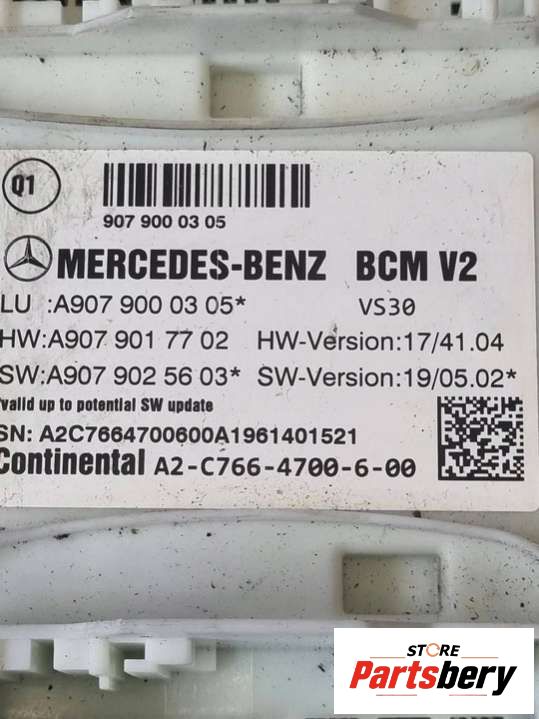 Q1
907 900 03 05
MERCEDES-BENZ BCM V2
LU :A907 900 03 05* VS30
HW:A907 901 77 02 HW-Version:17/41.04
SW:A907 902 56 03* SW-Version:19/05.02*
*valid up to potential SW update
SN: A2C7664700600A1961401521
Continental A2-C766-4700-6-00
STORE
Partsbery